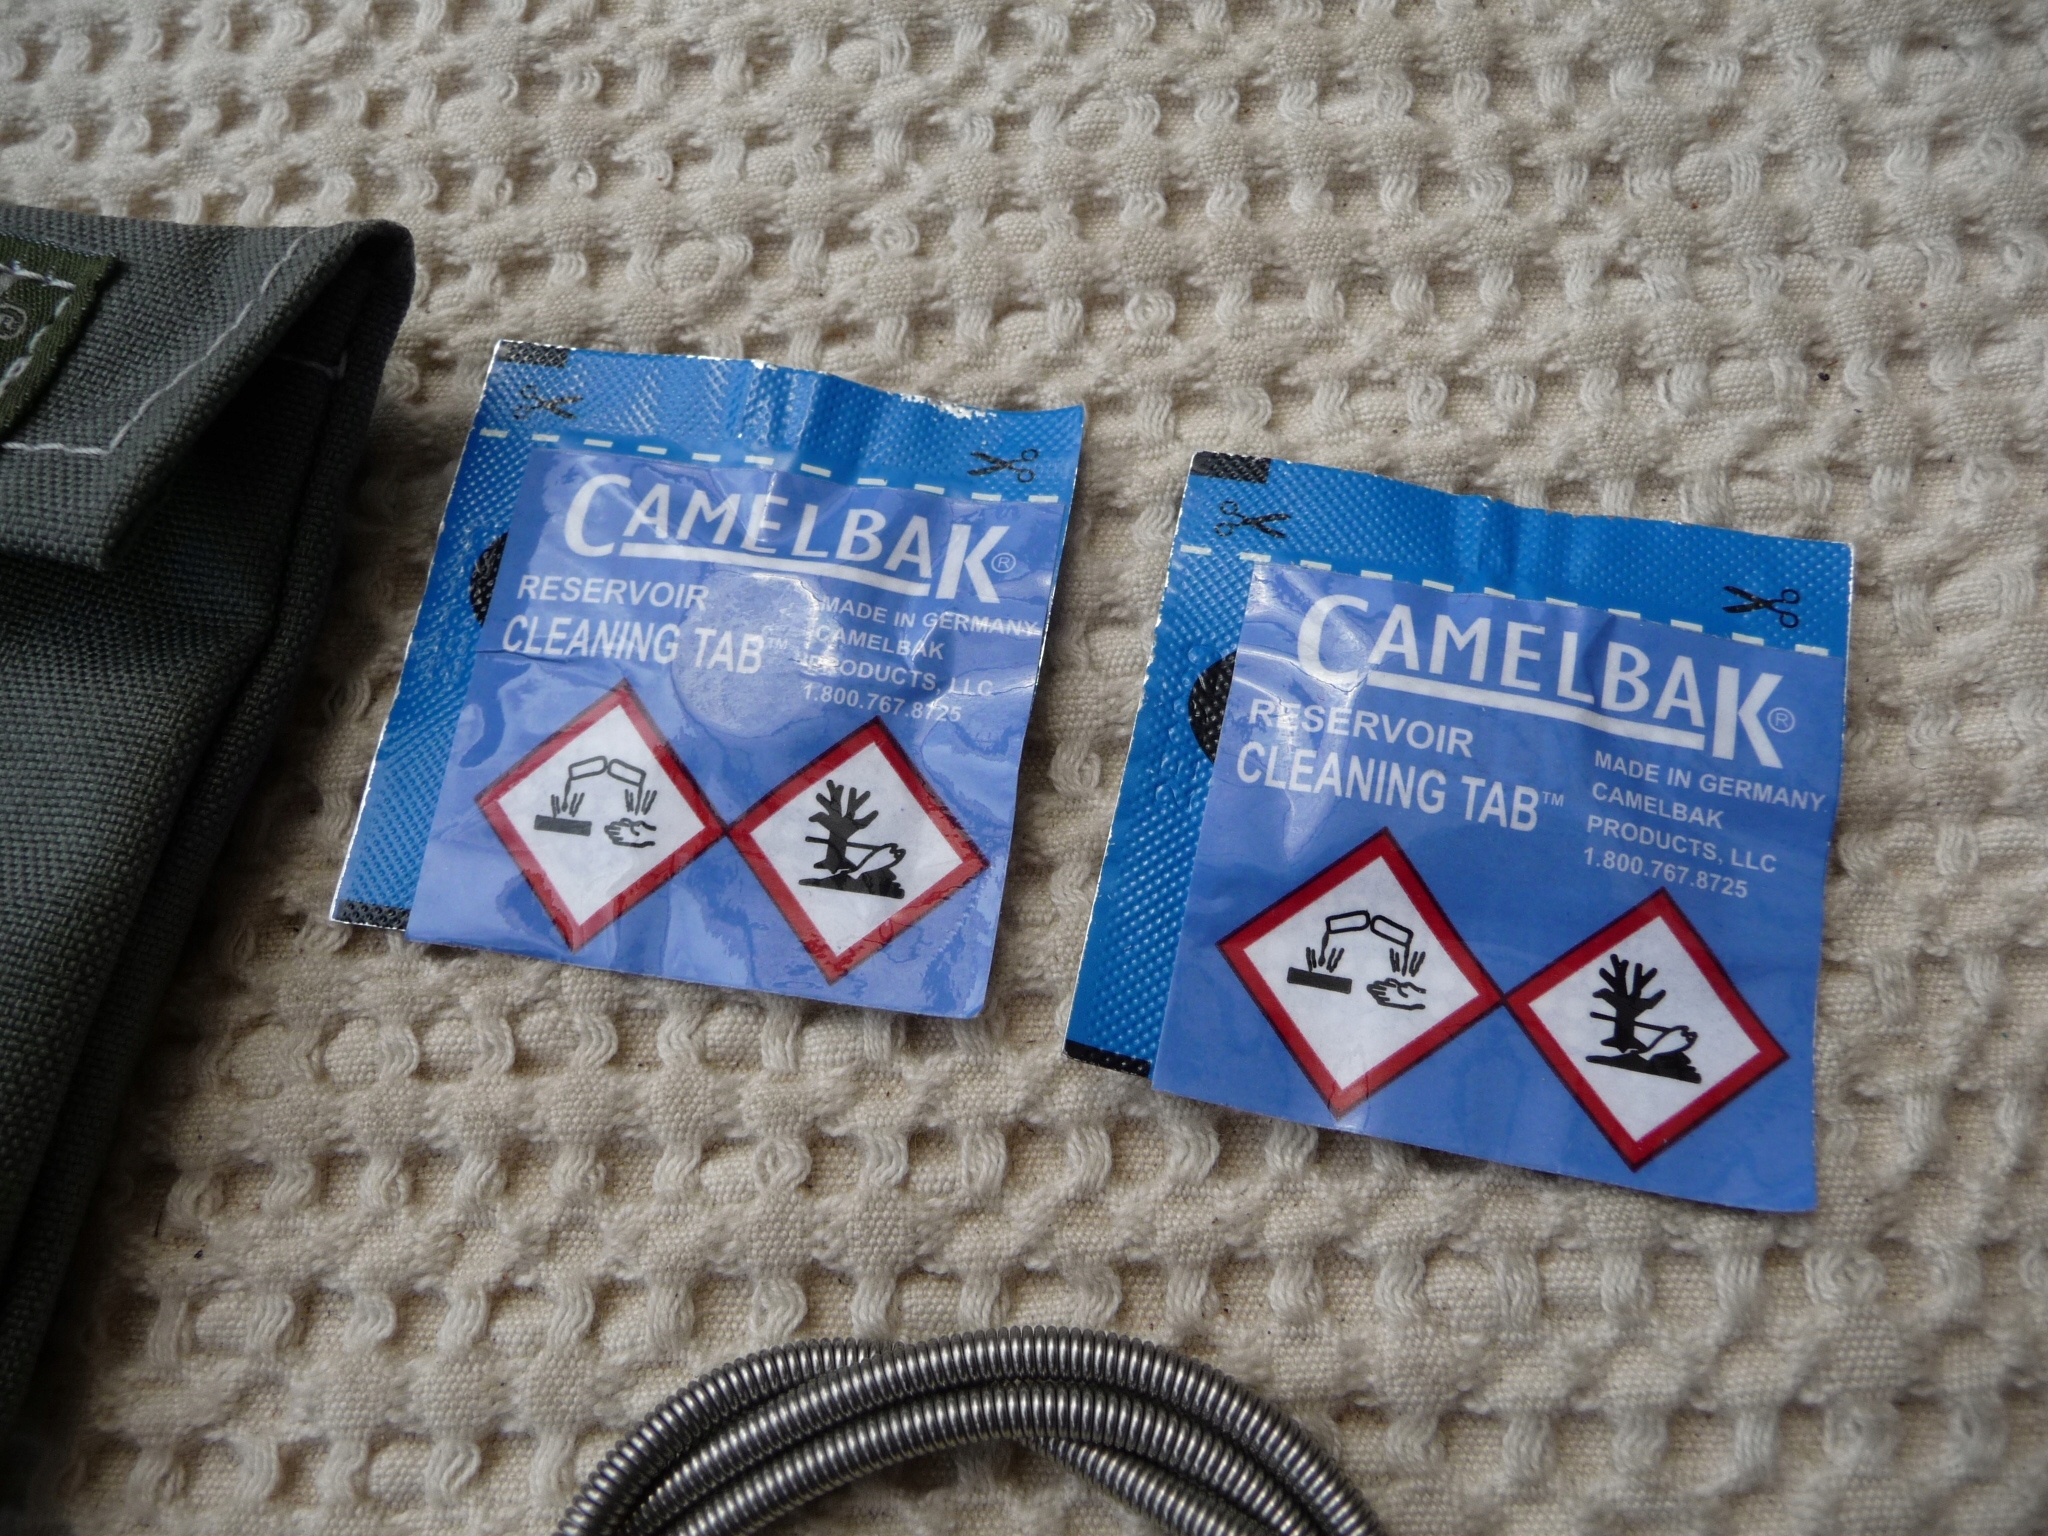 ®
CAMELBAK®
RESERVOIR
CLEANING TAB™
MADE IN GERMANY
CAMELBAK
PRODUCTS, LLC
1.800.767.8725
CAMELBAK®
RESERVOIR
CLEANING TAB™
MADE IN GERMANY
CAMELBAK
PRODUCTS, LLC
1.800.767.8725